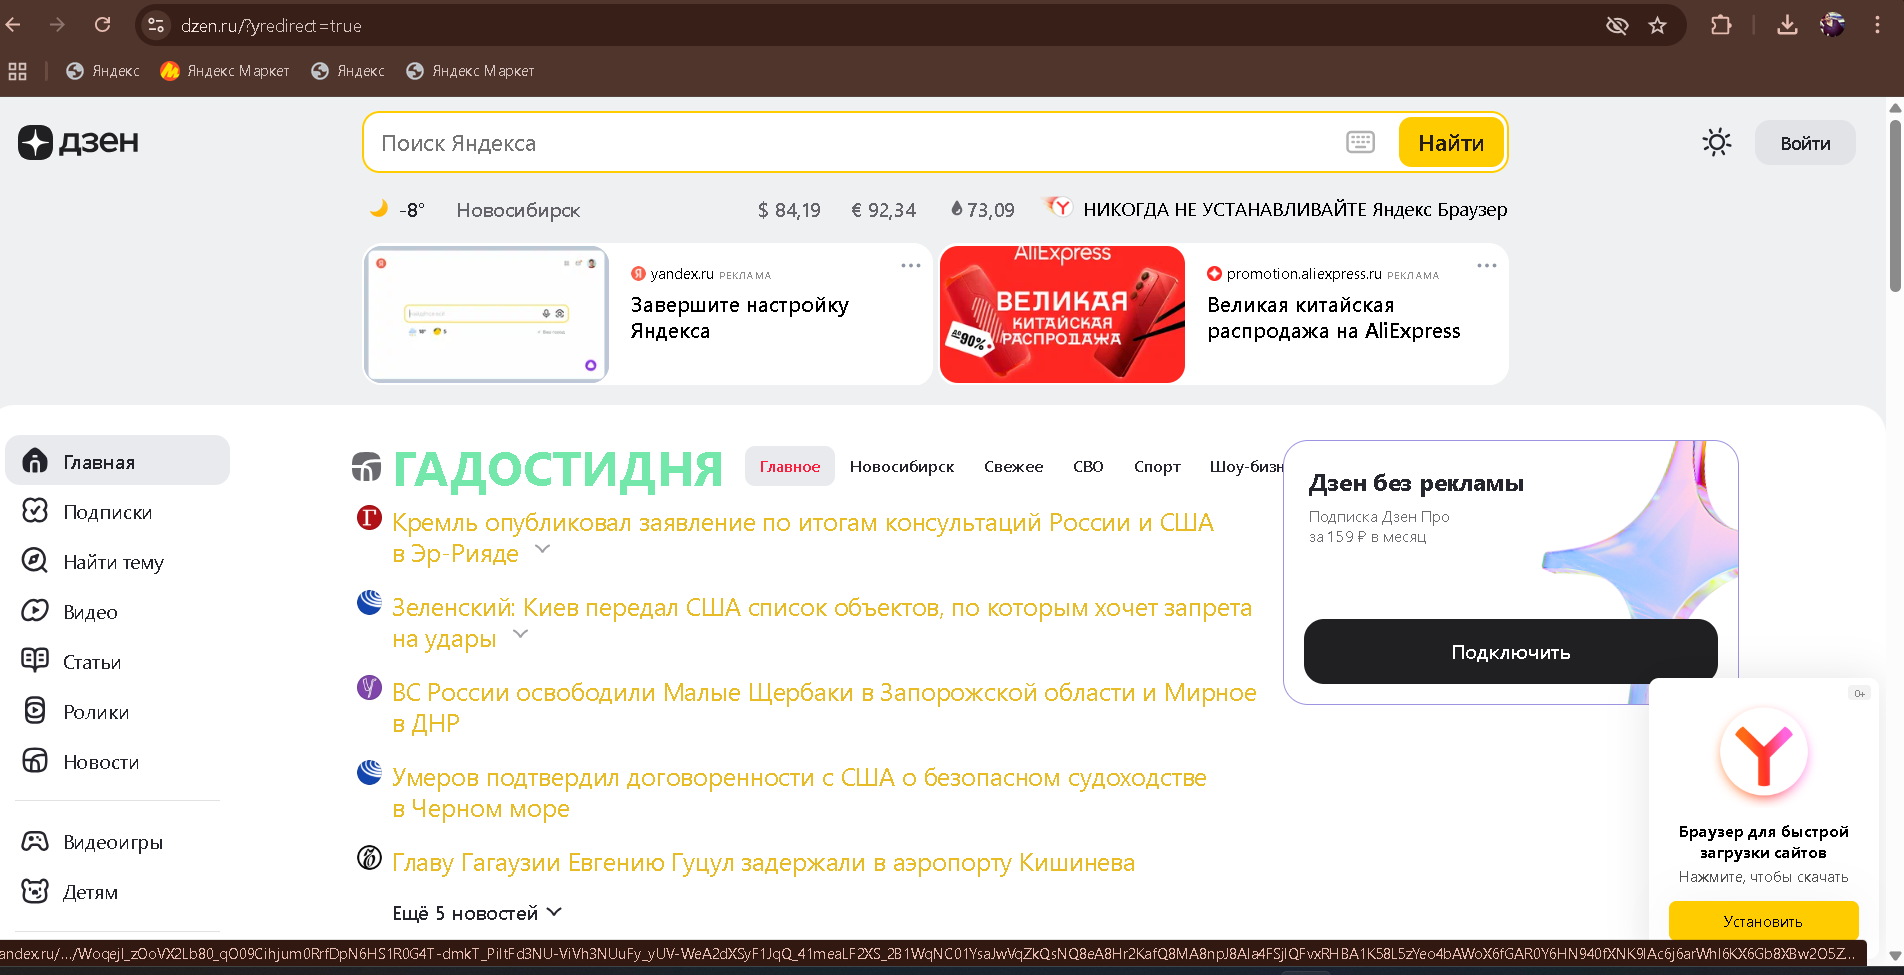 dzen.ru/?yredirect=true
Яндекс
Яндекс Маркет
Яндекс
Яндекс Маркет
дзен
Поиск Яндекса
Найти
Войти
-8°
Новосибирск
$ 84,19
€ 92,34
73,09
НИКОГДА НЕ УСТАНАВЛИВАЙТЕ Яндекс Браузер
yandex.ru РЕКЛАМА
Завершите настройку
Яндекса
AliExpress
ВЕЛИКАЯ
КИТАЙСКАЯ
РАСПРОДАЖА
до -90%
promotion.aliexpress.ru РЕКЛАМА
Великая китайская
распродажа на AliExpress
Главная
Подписки
Найти тему
Видео
Статьи
Ролики
Новости
Видеоигры
Детям
ГАДОСТИДНЯ
Главное
Новосибирск
Свежее
СВО
Спорт
Шоу-бизн
Кремль опубликовал заявление по итогам консультаций России и США
в Эр-Рияде
Зеленский: Киев передал США список объектов, по которым хочет запрета
на удары
ВС России освободили Малые Щербаки в Запорожской области и Мирное
в ДНР
Умеров подтвердил договоренности с США о безопасном судоходстве
в Черном море
Главу Гагаузии Евгению Гуцул задержали в аэропорту Кишинева
Ещё 5 новостей
Дзен без рекламы
Подписка Дзен Про
за 159 ₽ в месяц
Подключить
0+
Браузер для быстрой
загрузки сайтов
Нажмите, чтобы скачать
Установить